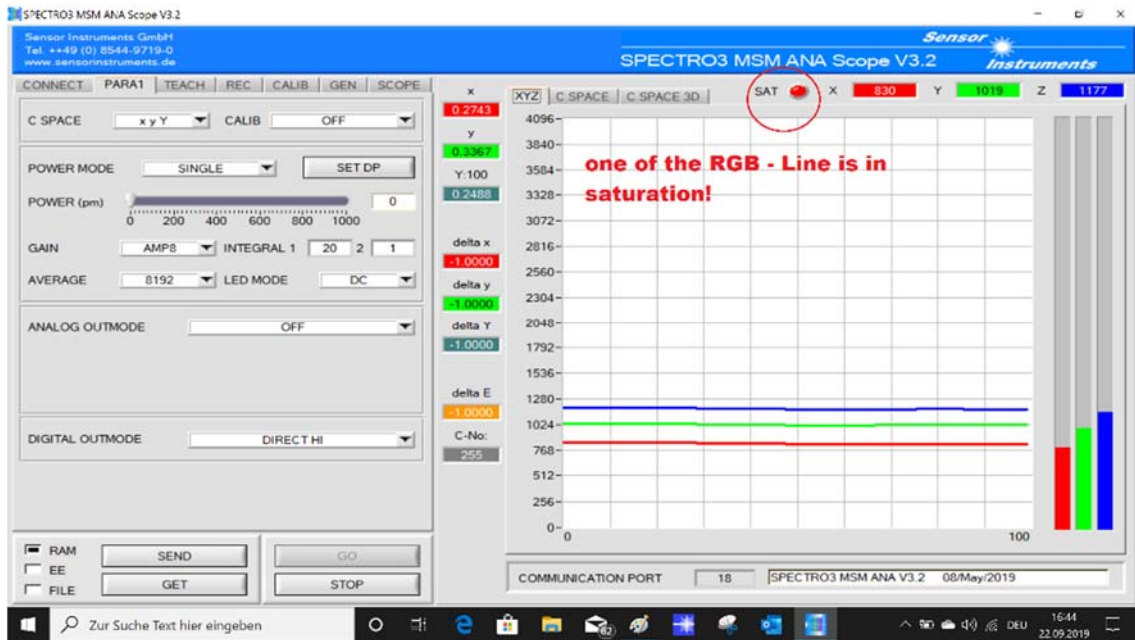 SPECTRO3 MSM ANA Scope V3.2
Sensor Instruments GmbH
Tel. ++49 (0) 8544-9719-0
www.sensorinstruments.de
SPECTRO3 MSM ANA Scope V3.2
Sensor
Instruments
CONNECT PARA1 TEACH REC CALIB GEN SCOPE
C SPACE x y Y CALIB OFF
POWER MODE SINGLE SET DP
POWER (pm) 0
0 200 400 600 800 1000
GAIN AMP8 INTEGRAL 1 20 2 1
AVERAGE 8192 LED MODE DC
ANALOG OUTMODE OFF
DIGITAL OUTMODE DIRECT HI
RAM
EE
FILE
SEND
GET
GO
STOP
x
0.2743
y
0.3367
Y:100
0.2488
delta x
-1.0000
delta y
-1.0000
delta Y
-1.0000
delta E
-1.0000
C-No:
255
XYZ C SPACE C SPACE 3D SAT X 830 Y 1019 Z 1177
one of the RGB - Line is in
saturation!
4096
3840
3584
3328
3072
2816
2560
2304
2048
1792
1536
1280
1024
768
512
256
0
0 100
COMMUNICATION PORT 18 SPECTRO3 MSM ANA V3.2 08/May/2019
Zur Suche Text hier eingeben
62
DEU
16:44
22.09.2019